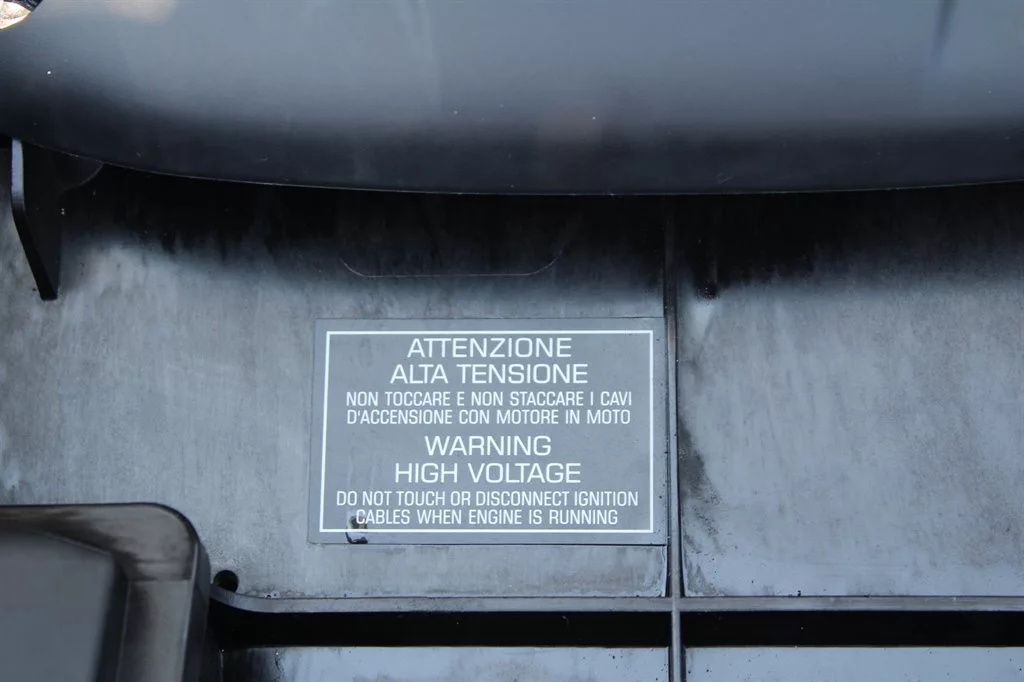 ATTENZIONE
ALTA TENSIONE
NON TOCCARE E NON STACCARE I CAVI
D'ACCENSIONE CON MOTORE IN MOTO
WARNING
HIGH VOLTAGE
DO NOT TOUCH OR DISCONNECT IGNITION
CABLES WHEN ENGINE IS RUNNING